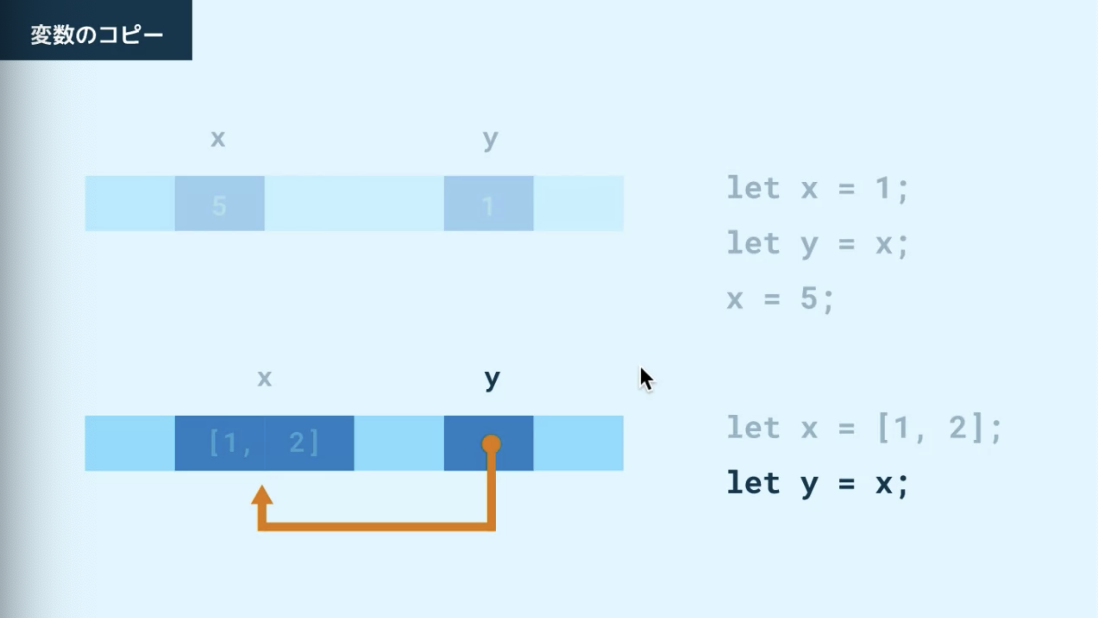 変数のコピー
x y
5 1
let x = 1;
let y = x;
x = 5;
x y
[1, 2]
let x = [1, 2];
let y = x;